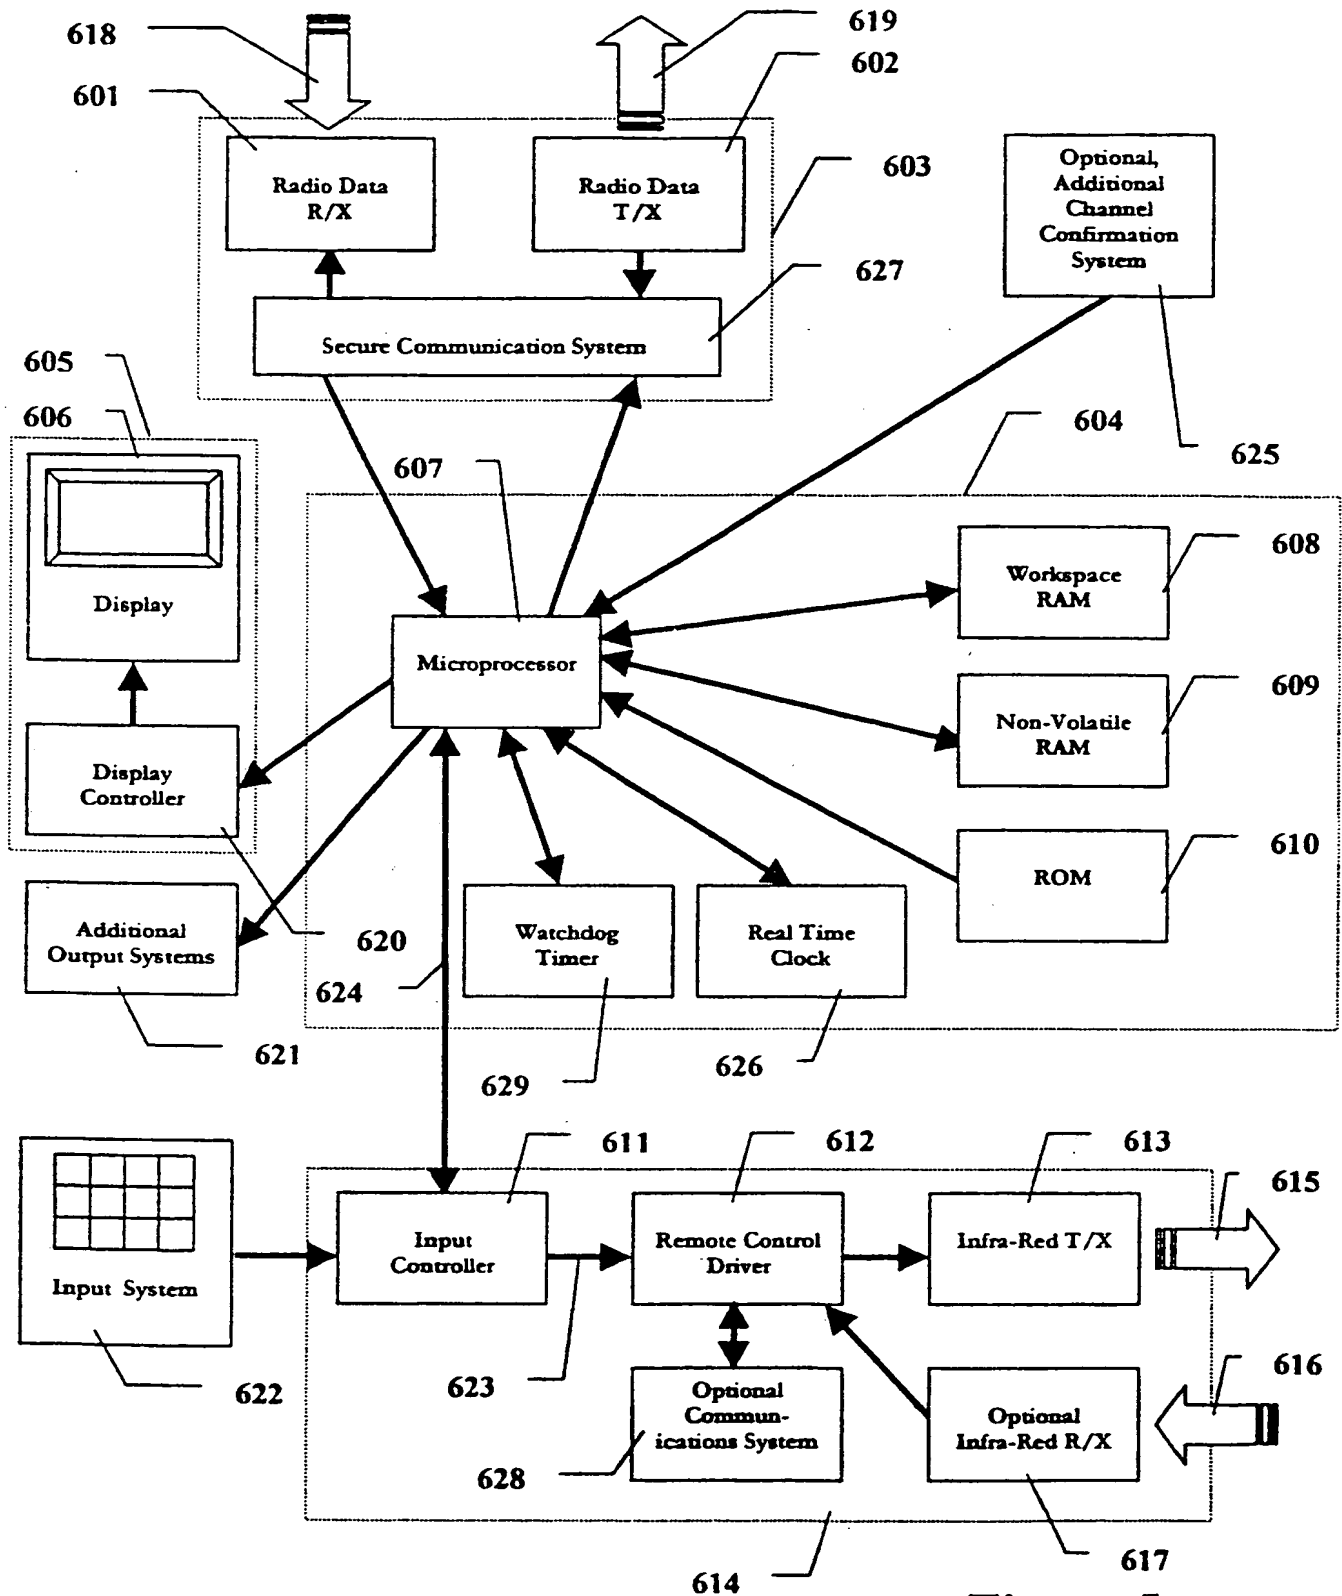 618
619
601
602
Radio Data
R/X
Radio Data
T/X
603
Optional,
Additional
Channel
Confirmation
System
627
Secure Communication System
605
606
604
625
607
Display
Microprocessor
Workspace
RAM
608
Non-Volatile
RAM
609
Display
Controller
ROM
610
Additional
Output Systems
620
624
Watchdog
Timer
Real Time
Clock
621
629
626
611
612
613
615
Input System
Input
Controller
Remote Control
Driver
Infra-Red T/X
622
623
Optional
Commun-
ications System
628
Optional
Infra-Red R/X
616
617
614